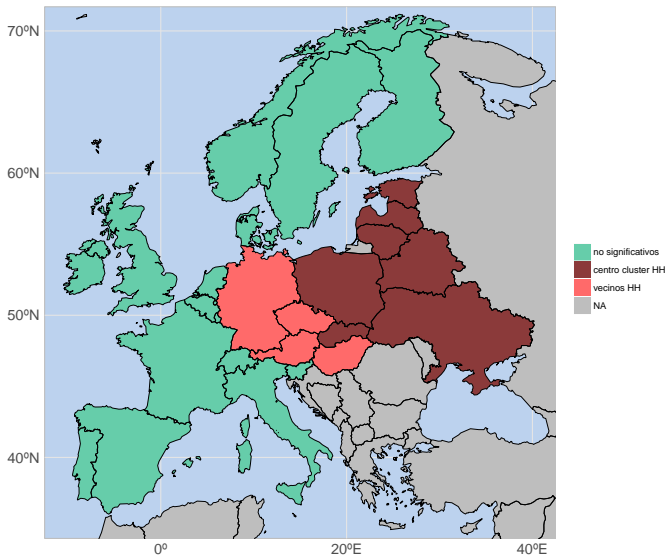 70ºN
60ºN
50ºN
40ºN
0º
20ºE
40ºE
no significativos
centro cluster HH
vecinos HH
NA